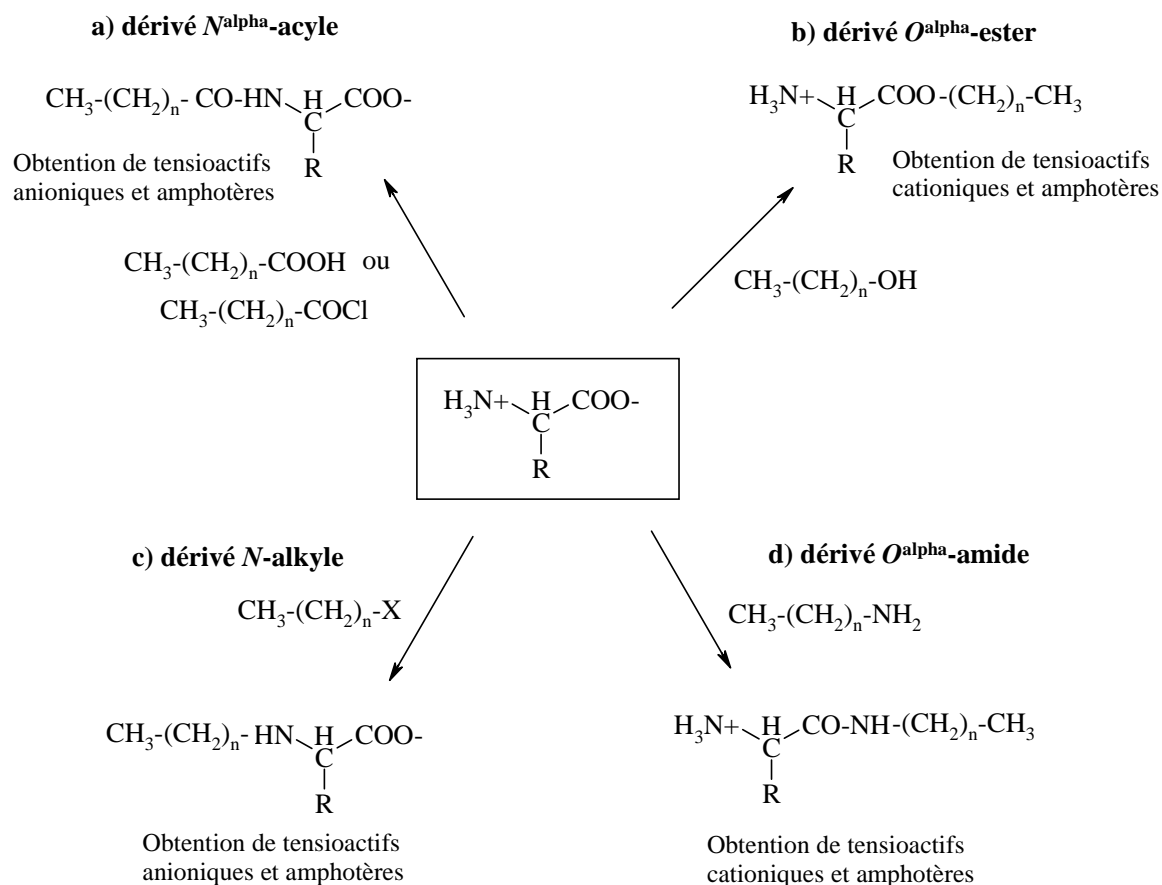 a) dérivé N^alpha-acyle
CH₃-(CH₂)ₙ- CO-HN H C COO-
R
Obtention de tensioactifs
anioniques et amphotères
CH₃-(CH₂)ₙ-COOH ou
CH₃-(CH₂)ₙ-COCl
b) dérivé O^alpha-ester
H₃N+ H C COO-(CH₂)ₙ-CH₃
R
Obtention de tensioactifs
cationiques et amphotères
CH₃-(CH₂)ₙ-OH
H₃N+ H C COO-
R
c) dérivé N-alkyle
CH₃-(CH₂)ₙ-X
CH₃-(CH₂)ₙ- HN H C COO-
R
Obtention de tensioactifs
anioniques et amphotères
d) dérivé O^alpha-amide
CH₃-(CH₂)ₙ-NH₂
H₃N+ H C CO-NH-(CH₂)ₙ-CH₃
R
Obtention de tensioactifs
cationiques et amphotères